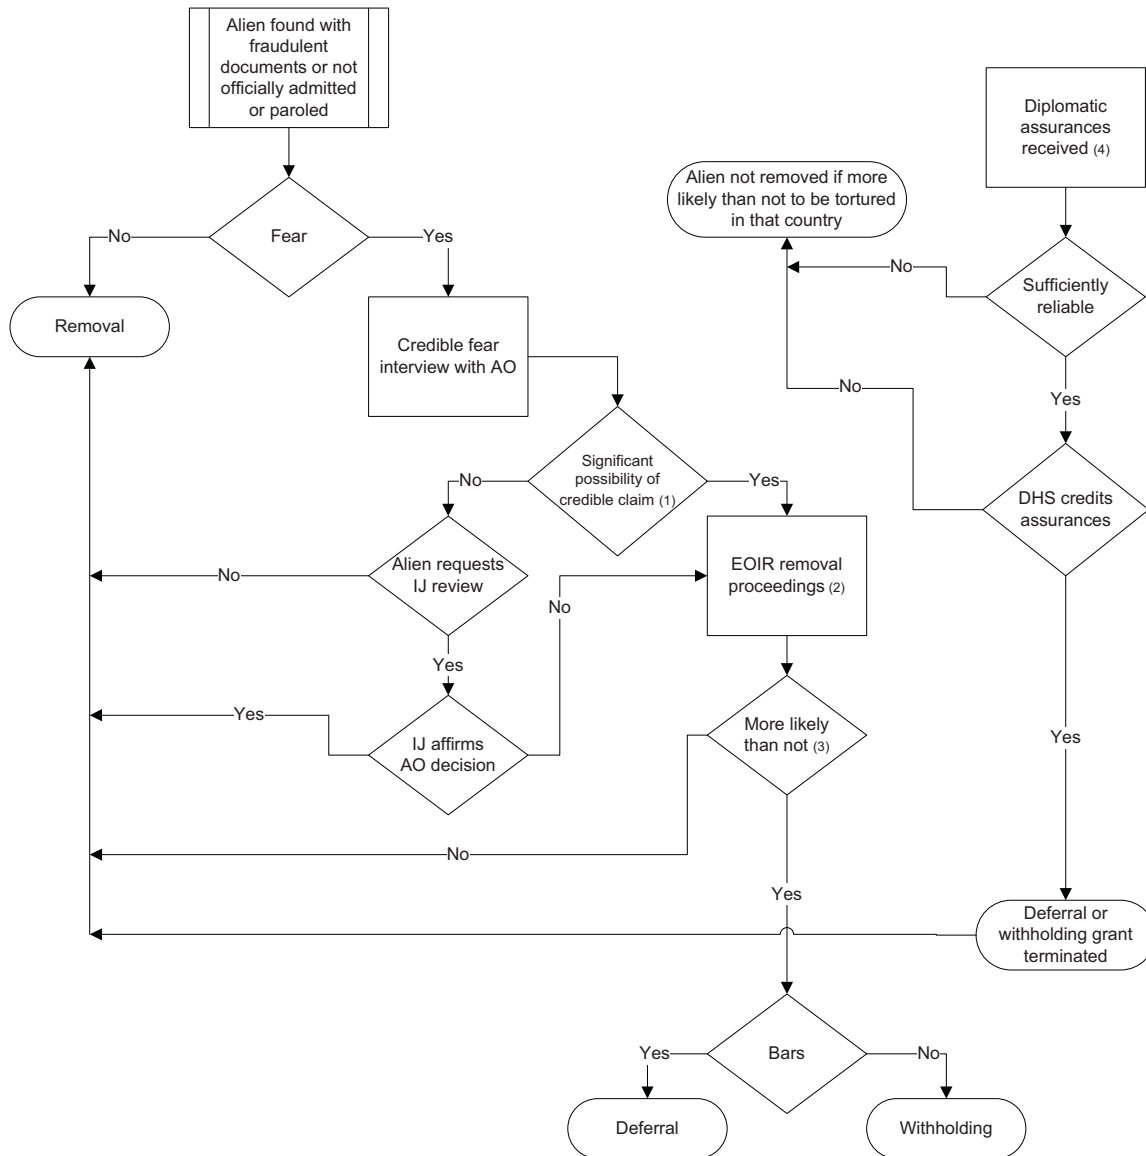 Alien found with
fraudulent
documents or not
officially admitted
or paroled
Diplomatic
assurances
received (4)
Alien not removed if more
likely than not to be tortured
in that country
No
Fear
Yes
No
Sufficiently
reliable
Removal
Credible fear
interview with AO
No
Yes
Significant
possibility of
credible claim (1)
No
Yes
DHS credits
assurances
Alien requests
IJ review
EOIR removal
proceedings (2)
No
No
Yes
Yes
IJ affirms
AO decision
More likely
than not (3)
Yes
No
Yes
Deferral or
withholding grant
terminated
Yes
Bars
No
Deferral
Withholding